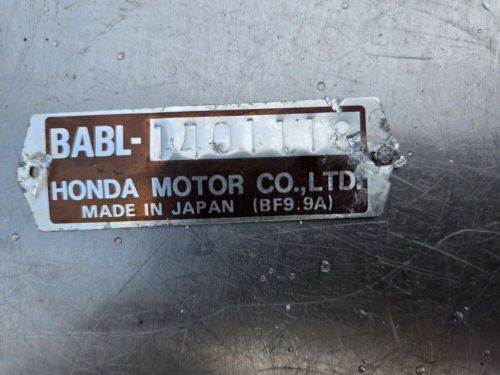 BABL-
HONDA MOTOR CO.,LTD.
MADE IN JAPAN (BF9.9A)